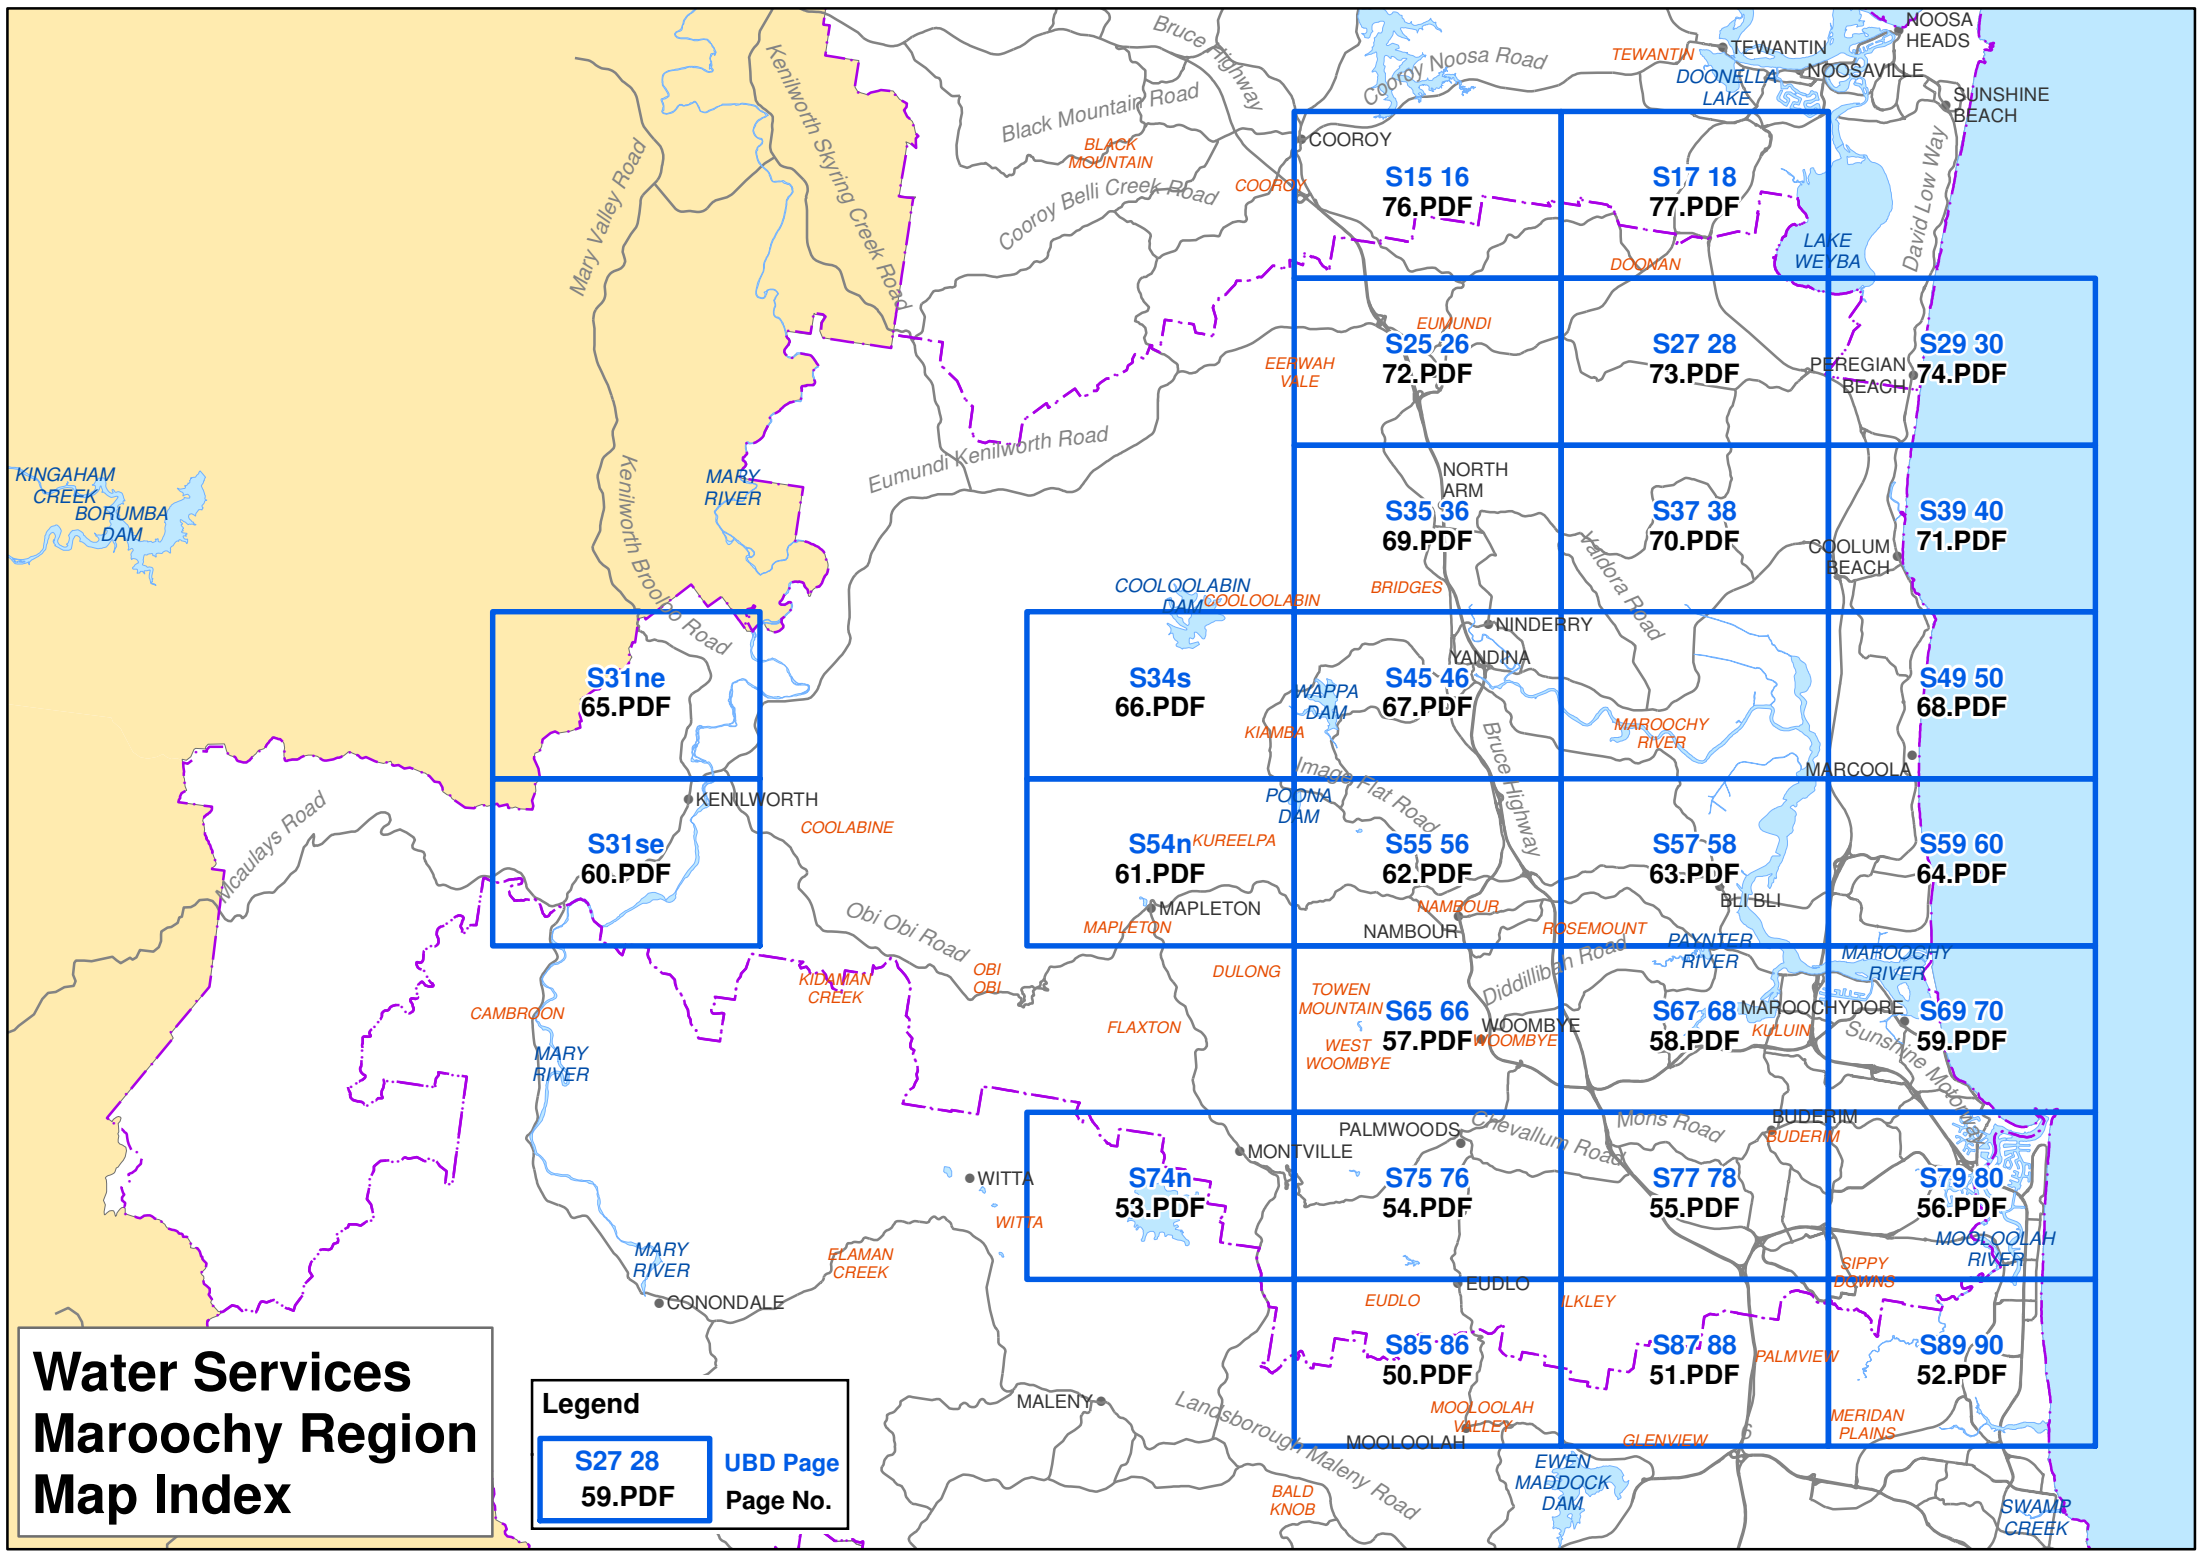 NOOSA
HEADS
TEWANTIN
TEWANTIN
NOOSAVILLE
DOONELLA
LAKE
SUNSHINE
BEACH
Bruce Highway
Cooroy Noosa Road
Kenilworth Skyring Creek Road
Black Mountain Road
BLACK
MOUNTAIN
COOROY
COOROY
Cooroy Belli Creek Road
Mary Valley Road
David Low Way
S15 16
76.PDF
S17 18
77.PDF
LAKE
WEYBA
DOONAN
EUMUNDI
S25 26
72.PDF
S27 28
73.PDF
S29 30
74.PDF
EERWAH
VALE
PEREGIAN
BEACH
Eumundi Kenilworth Road
KINGAHAM
CREEK
BORUMBA
DAM
MARY
RIVER
Kenilworth Brooloo Road
NORTH
ARM
S35 36
69.PDF
S37 38
70.PDF
S39 40
71.PDF
Valdora Road
COOLUM
BEACH
BRIDGES
COOLOOLABIN
DAM
COOLOOLABIN
NINDERRY
YANDINA
S31ne
65.PDF
S34s
66.PDF
WAPPA
DAM
S45 46
67.PDF
S49 50
68.PDF
KIAMBA
MAROOCHY
RIVER
Bruce Highway
Image Flat Road
MARCOOLA
POONA
DAM
KENILWORTH
COOLABINE
Mcaulays Road
S31se
60.PDF
S54n
61.PDF
KUREELPA
S55 56
62.PDF
S57 58
63.PDF
S59 60
64.PDF
BLI BLI
MAPLETON
MAPLETON
NAMBOUR
NAMBOUR
ROSEMOUNT
Obi Obi Road
PAYNTER
RIVER
MAROOCHY
RIVER
Diddilliban Road
KIDAMAN
CREEK
OBI
OBI
DULONG
TOWEN
MOUNTAIN
CAMBROON
FLAXTON
S65 66
57.PDF
WOOMBYE
WOOMBYE
WEST
WOOMBYE
S67 68
58.PDF
MAROOCHYDORE
KULUIN
S69 70
59.PDF
Sunshine Motorway
MARY
RIVER
PALMWOODS
Chevallum Road
Mons Road
BUDERIM
BUDERIM
MONTVILLE
WITTA
WITTA
S74n
53.PDF
S75 76
54.PDF
S77 78
55.PDF
S79 80
56.PDF
MOOLOOLAH
RIVER
MARY
RIVER
ELAMAN
CREEK
SIPPY
DOWNS
CONONDALE
EUDLO
EUDLO
ILKLEY
S85 86
50.PDF
S87 88
51.PDF
PALMVIEW
S89 90
52.PDF
MALENY
Landsborough Maleny Road
MOOLOOLAH
VALLEY
MOOLOOLAH
GLENVIEW
MERIDAN
PLAINS
EWEN
MADDOCK
DAM
BALD
KNOB
SWAMP
CREEK
Water Services
Maroochy Region
Map Index
Legend
S27 28
59.PDF
UBD Page
Page No.